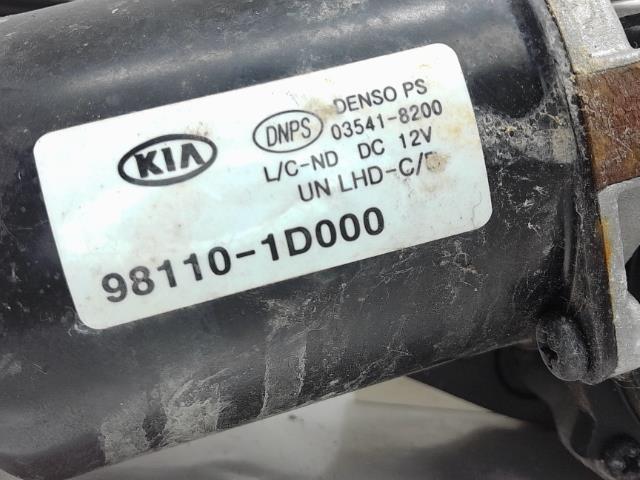 KIA
DNPS
DENSO PS
03541-8200
L/C-ND DC 12V
UN LHD-C/
98110-1D000